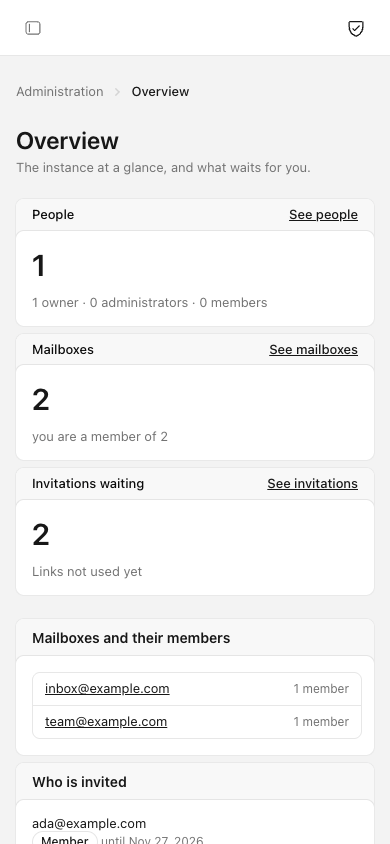 Administration > Overview
Overview
The instance at a glance, and what waits for you.
People See people
1
1 owner · 0 administrators · 0 members
Mailboxes See mailboxes
2
you are a member of 2
Invitations waiting See invitations
2
Links not used yet
Mailboxes and their members
inbox@example.com 1 member
team@example.com 1 member
Who is invited
ada@example.com
Member until Nov 27, 2026